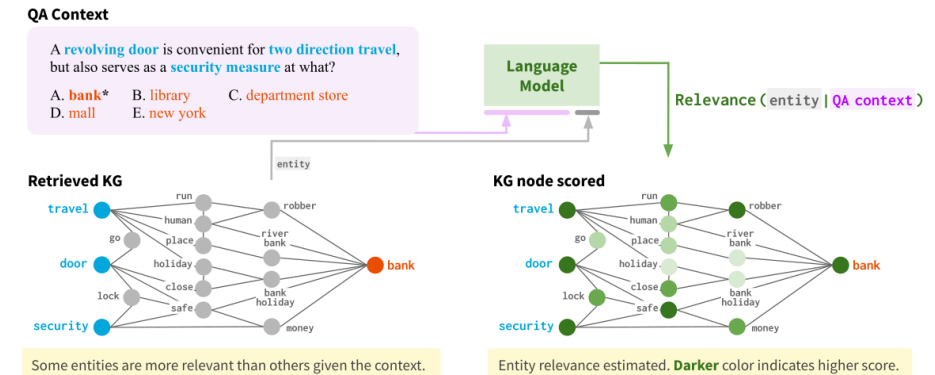 QA Context
A revolving door is convenient for two direction travel,
but also serves as a security measure at what?
A. bank* B. library C. department store
D. mall E. new york
Language
Model
Relevance(entity|QA context)
entity
Retrieved KG
travel
door
security
go
lock
run
human
place
holiday
close
safe
robber
river
bank
bank
holiday
money
bank
Some entities are more relevant than others given the context.
KG node scored
travel
door
security
go
lock
run
human
place
holiday
close
safe
robber
river
bank
bank
holiday
money
bank
Entity relevance estimated. Darker color indicates higher score.